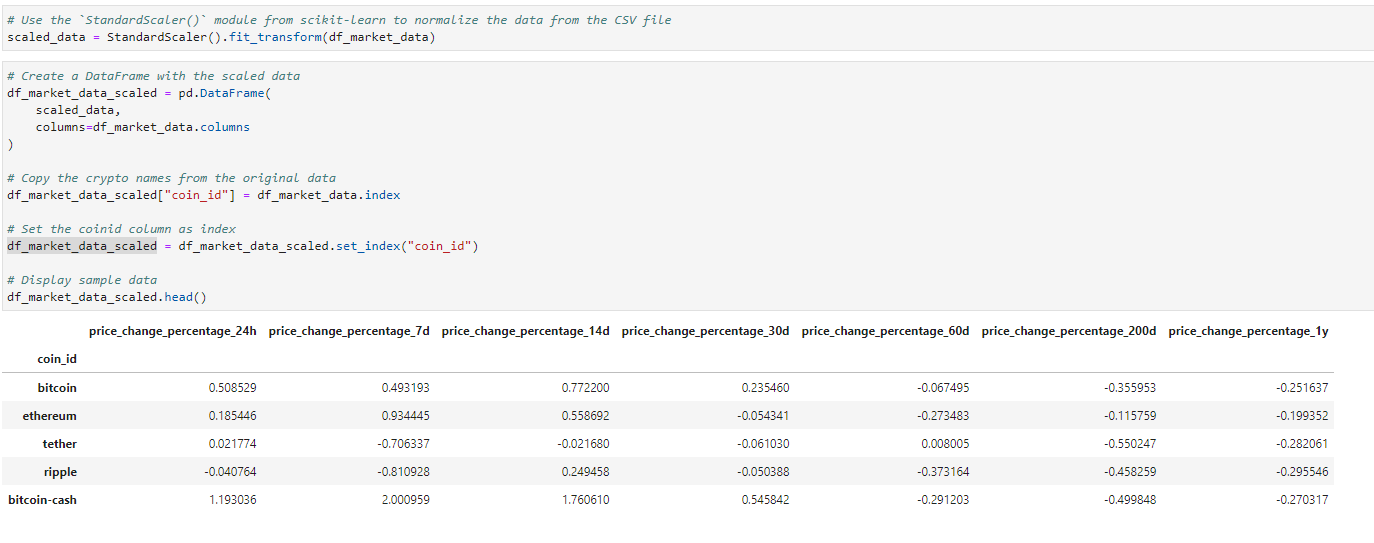 # Use the `StandardScaler()` module from scikit-learn to normalize the data from the CSV file
scaled_data = StandardScaler().fit_transform(df_market_data)
# Create a DataFrame with the scaled data
df_market_data_scaled = pd.DataFrame(
    scaled_data,
    columns=df_market_data.columns
)
# Copy the crypto names from the original data
df_market_data_scaled["coin_id"] = df_market_data.index
# Set the coinid column as index
df_market_data_scaled = df_market_data_scaled.set_index("coin_id")
# Display sample data
df_market_data_scaled.head()
price_change_percentage_24h price_change_percentage_7d price_change_percentage_14d price_change_percentage_30d price_change_percentage_60d price_change_percentage_200d price_change_percentage_1y
coin_id
bitcoin 0.508529 0.493193 0.772200 0.235460 -0.067495 -0.355953 -0.251637
ethereum 0.185446 0.934445 0.558692 -0.054341 -0.273483 -0.115759 -0.199352
tether 0.021774 -0.706337 -0.021680 -0.061030 0.008005 -0.550247 -0.282061
ripple -0.040764 -0.810928 0.249458 -0.050388 -0.373164 -0.458259 -0.295546
bitcoin-cash 1.193036 2.000959 1.760610 0.545842 -0.291203 -0.499848 -0.270317